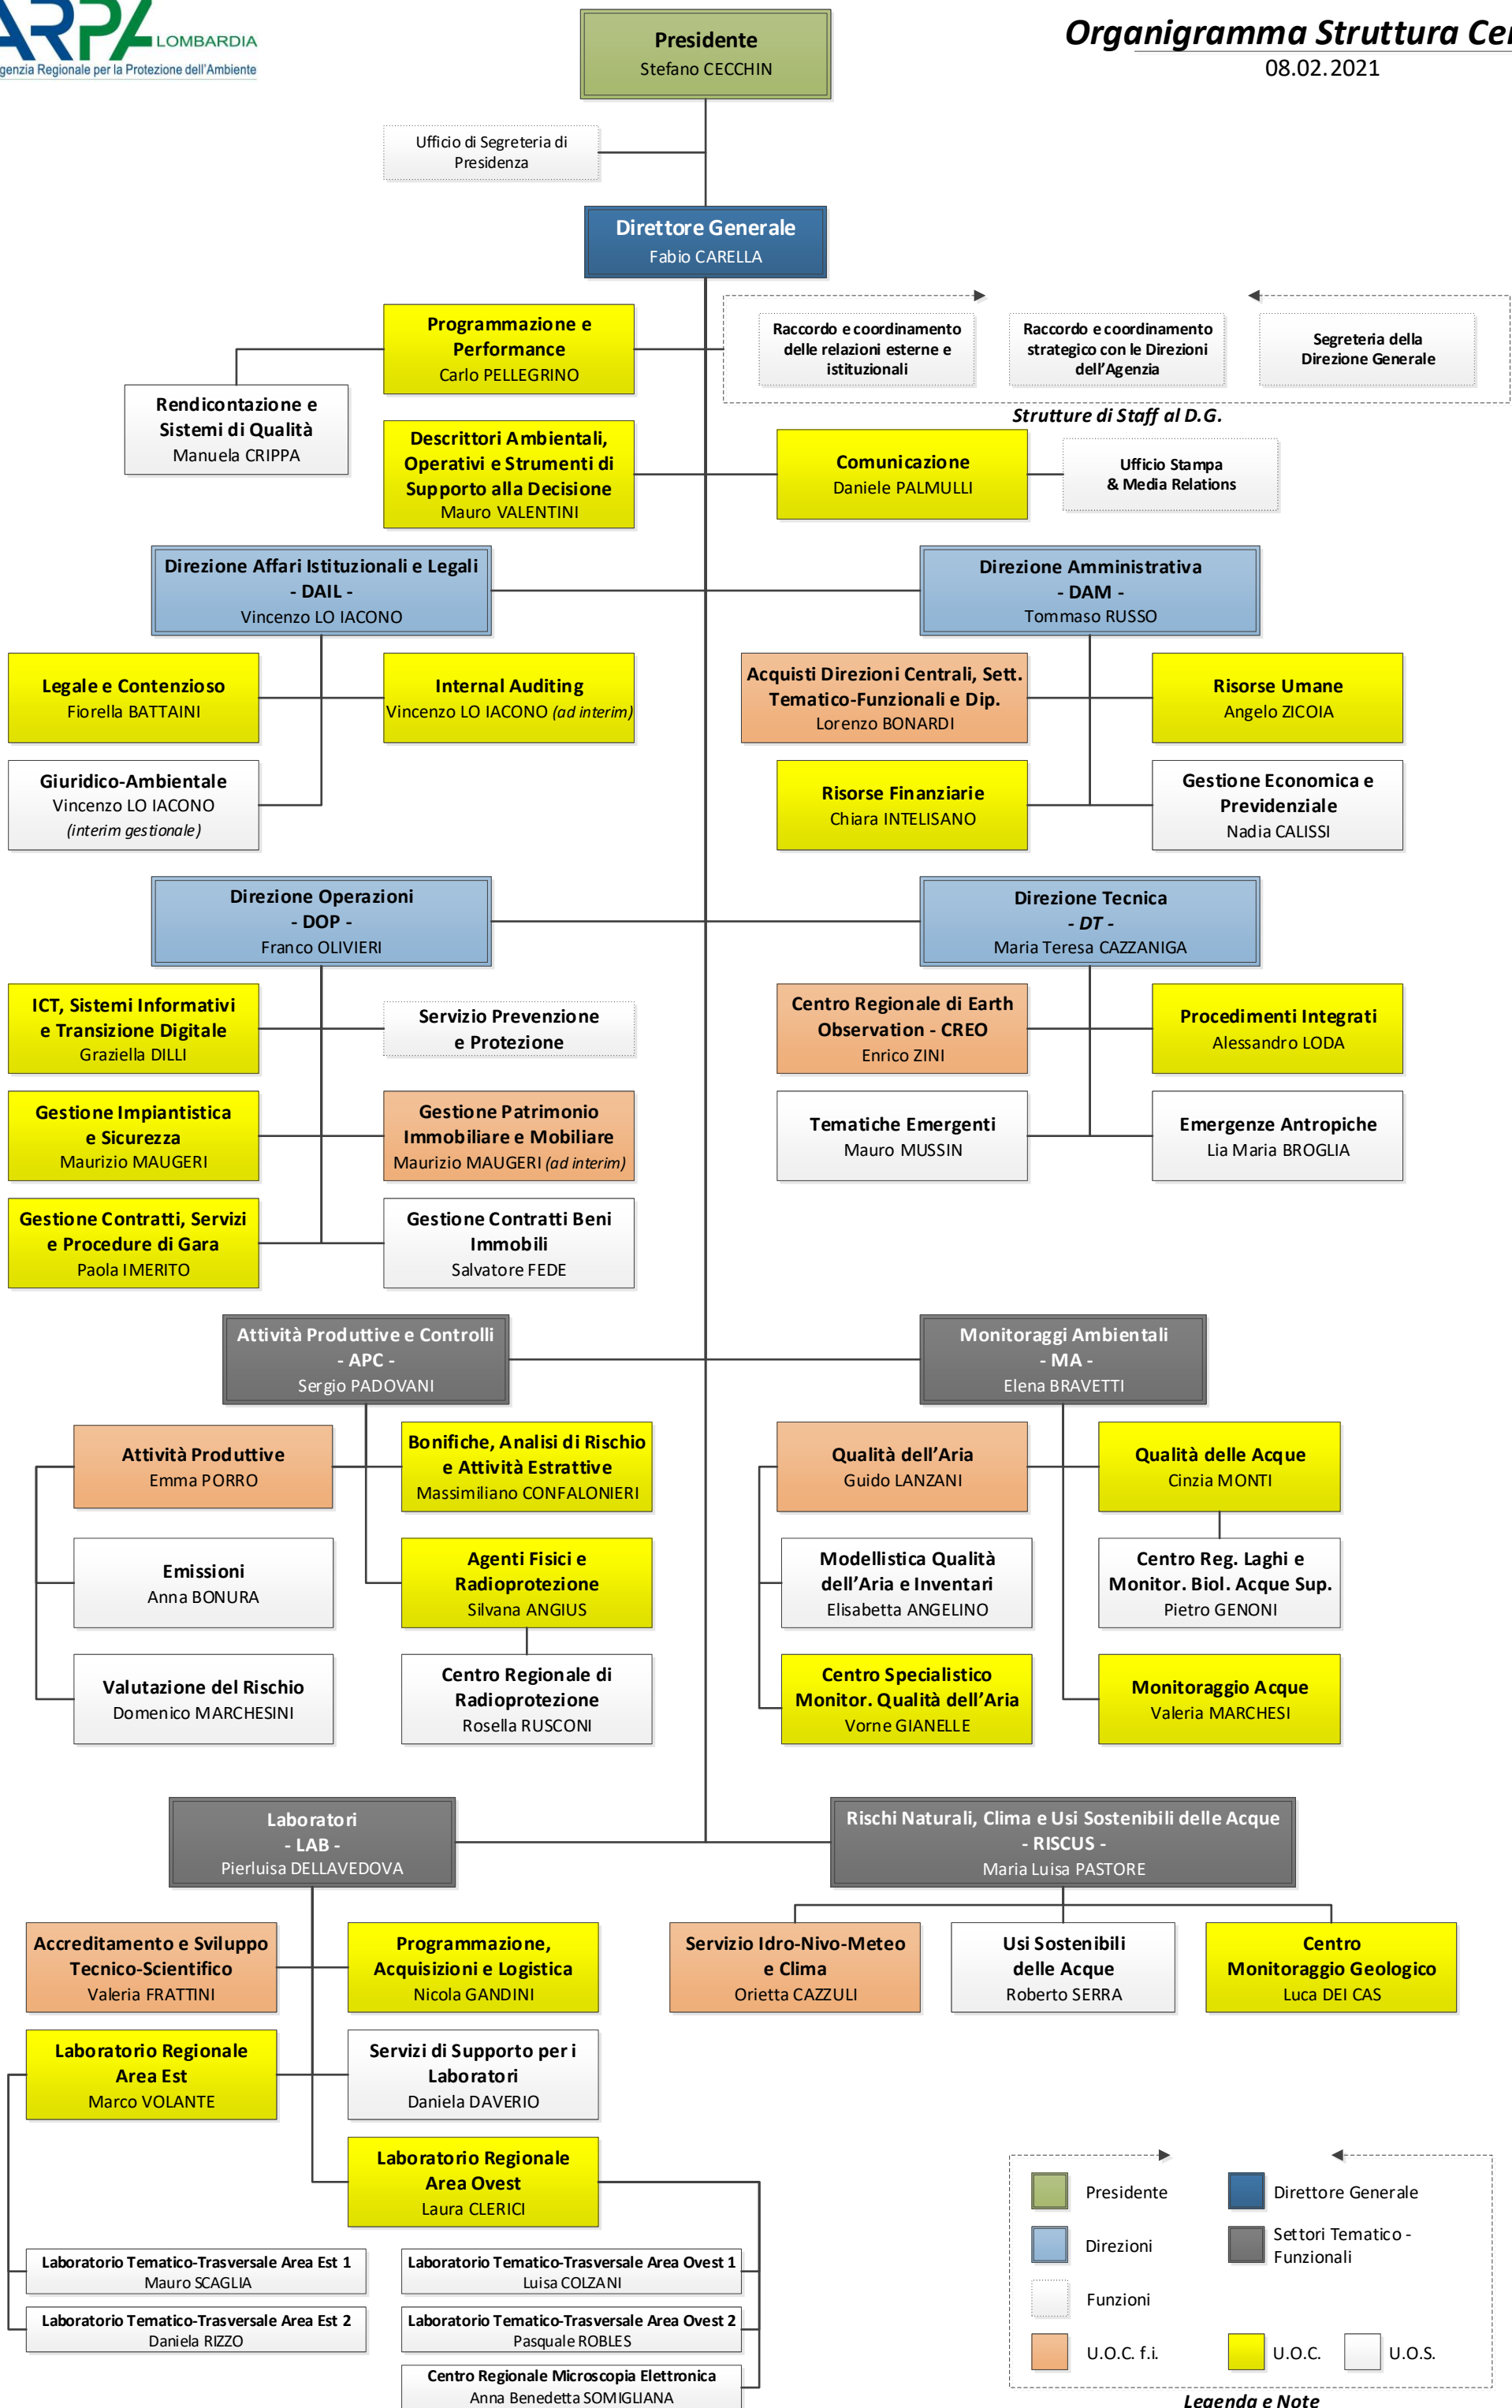 ARPA LOMBARDIA
genzia Regionale per la Protezione dell'Ambiente
Organigramma Struttura Cen
08.02.2021
Presidente
Stefano CECCHIN
Ufficio di Segreteria di
Presidenza
Direttore Generale
Fabio CARELLA
Programmazione e
Performance
Carlo PELLEGRINO
Raccordo e coordinamento
delle relazioni esterne e
istituzionali
Raccordo e coordinamento
strategico con le Direzioni
dell'Agenzia
Segreteria della
Direzione Generale
Strutture di Staff al D.G.
Rendicontazione e
Sistemi di Qualità
Manuela CRIPPA
Descrittori Ambientali,
Operativi e Strumenti di
Supporto alla Decisione
Mauro VALENTINI
Comunicazione
Daniele PALMULLI
Ufficio Stampa
& Media Relations
Direzione Affari Istituzionali e Legali
- DAIL -
Vincenzo LO IACONO
Direzione Amministrativa
- DAM -
Tommaso RUSSO
Legale e Contenzioso
Fiorella BATTAINI
Internal Auditing
Vincenzo LO IACONO (ad interim)
Acquisti Direzioni Centrali, Sett.
Tematico-Funzionali e Dip.
Lorenzo BONARDI
Risorse Umane
Angelo ZICOIA
Giuridico-Ambientale
Vincenzo LO IACONO
(interim gestionale)
Risorse Finanziarie
Chiara INTELISANO
Gestione Economica e
Previdenziale
Nadia CALISSI
Direzione Operazioni
- DOP -
Franco OLIVIERI
Direzione Tecnica
- DT -
Maria Teresa CAZZANIGA
ICT, Sistemi Informativi
e Transizione Digitale
Graziella DILLI
Servizio Prevenzione
e Protezione
Centro Regionale di Earth
Observation - CREO
Enrico ZINI
Procedimenti Integrati
Alessandro LODA
Gestione Impiantistica
e Sicurezza
Maurizio MAUGERI
Gestione Patrimonio
Immobiliare e Mobiliare
Maurizio MAUGERI (ad interim)
Tematiche Emergenti
Mauro MUSSIN
Emergenze Antropiche
Lia Maria BROGLIA
Gestione Contratti, Servizi
e Procedure di Gara
Paola IMERITO
Gestione Contratti Beni
Immobili
Salvatore FEDE
Attività Produttive e Controlli
- APC -
Sergio PADOVANI
Monitoraggi Ambientali
- MA -
Elena BRAVETTI
Attività Produttive
Emma PORRO
Bonifiche, Analisi di Rischio
e Attività Estrattive
Massimiliano CONFALONIERI
Qualità dell'Aria
Guido LANZANI
Qualità delle Acque
Cinzia MONTI
Emissioni
Anna BONURA
Agenti Fisici e
Radioprotezione
Silvana ANGIUS
Modellistica Qualità
dell'Aria e Inventari
Elisabetta ANGELINO
Centro Reg. Laghi e
Monitor. Biol. Acque Sup.
Pietro GENONI
Valutazione del Rischio
Domenico MARCHESINI
Centro Regionale di
Radioprotezione
Rosella RUSCONI
Centro Specialistico
Monitor. Qualità dell'Aria
Vorne GIANELLE
Monitoraggio Acque
Valeria MARCHESI
Laboratori
- LAB -
Pierluisa DELLAVEDOVA
Rischi Naturali, Clima e Usi Sostenibili delle Acque
- RISCUS -
Maria Luisa PASTORE
Accreditamento e Sviluppo
Tecnico-Scientifico
Valeria FRATTINI
Programmazione,
Acquisizioni e Logistica
Nicola GANDINI
Servizio Idro-Nivo-Meteo
e Clima
Orietta CAZZULI
Usi Sostenibili
delle Acque
Roberto SERRA
Centro
Monitoraggio Geologico
Luca DEI CAS
Laboratorio Regionale
Area Est
Marco VOLANTE
Servizi di Supporto per i
Laboratori
Daniela DAVERIO
Laboratorio Regionale
Area Ovest
Laura CLERICI
Laboratorio Tematico-Trasversale Area Est 1
Mauro SCAGLIA
Laboratorio Tematico-Trasversale Area Ovest 1
Luisa COLZANI
Laboratorio Tematico-Trasversale Area Est 2
Daniela RIZZO
Laboratorio Tematico-Trasversale Area Ovest 2
Pasquale ROBLES
Centro Regionale Microscopia Elettronica
Anna Benedetta SOMIGLIANA
Presidente
Direttore Generale
Direzioni
Settori Tematico -
Funzionali
Funzioni
U.O.C. f.i.
U.O.C.
U.O.S.
Legenda e Note